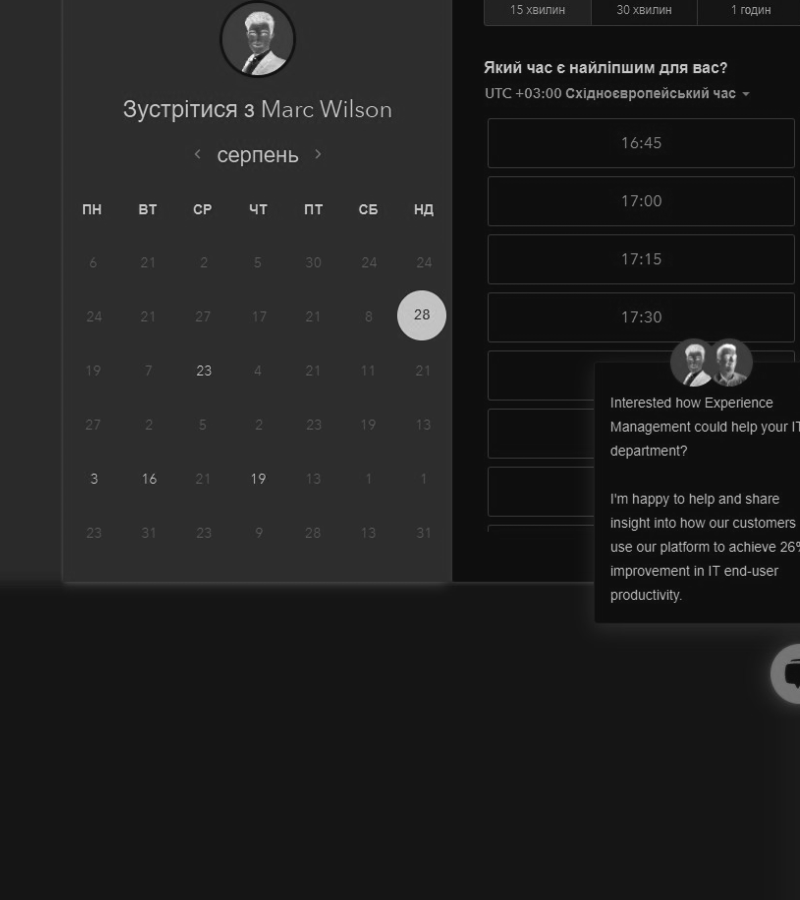 Зустрітися з Marc Wilson
серпень
ПН ВТ СР ЧТ ПТ СБ НД
6 21 2 5 30 24 24
24 21 27 17 21 8 28
19 7 23 4 21 11 21
27 2 5 2 23 19 13
3 16 21 19 13 1 1
23 31 23 9 28 13 31
15 хвилин 30 хвилин 1 годин
Який час є найліпшим для вас?
UTC +03:00 Східноєвропейський час
16:45
17:00
17:15
17:30
Interested how Experience
Management could help your IT
department?
I'm happy to help and share
insight into how our customers
use our platform to achieve 26%
improvement in IT end-user
productivity.